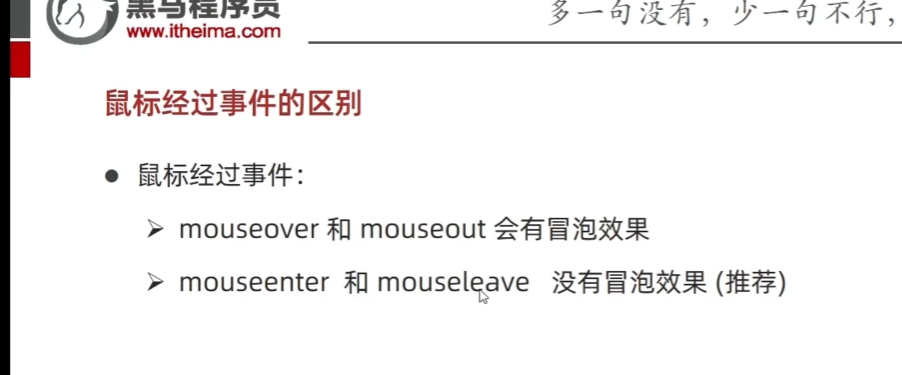 黑马程序员
www.itheima.com
多一句没有，少一句不行，
鼠标经过事件的区别
鼠标经过事件：
mouseover 和 mouseout 会有冒泡效果
mouseenter 和 mouseleave 没有冒泡效果 (推荐)